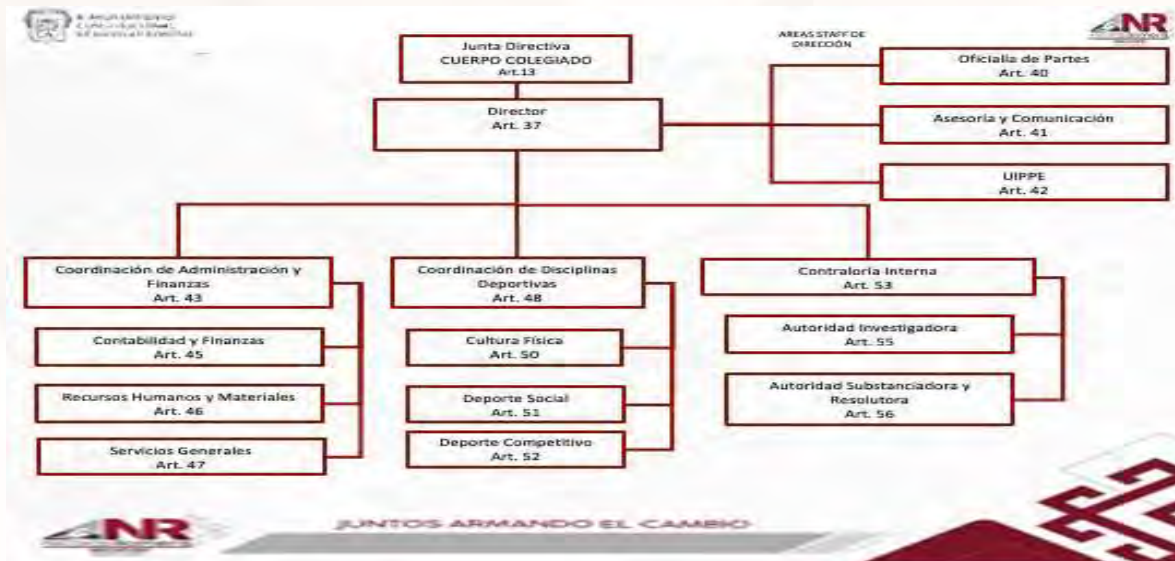 AREAS STAFF DE
DIRECCIÓN
Junta Directiva
CUERPO COLEGIADO
Art.13
Director
Art. 37
Oficialia de Partes
Art. 40
Asesoría y Comunicación
Art. 41
UIPPE
Art. 42
Coordinación de Administración y
Finanzas
Art. 43
Contabilidad y Finanzas
Art. 45
Recursos Humanos y Materiales
Art. 46
Servicios Generales
Art. 47
Coordinación de Disciplinas
Deportivas
Art. 48
Cultura Física
Art. 50
Deporte Social
Art. 51
Deporte Competitivo
Art. 52
Contraloría Interna
Art. 53
Autoridad Investigadora
Art. 55
Autoridad Substanciadora y
Resolutora
Art. 56
NR
NR
JUNTOS ARMANDO EL CAMBIO